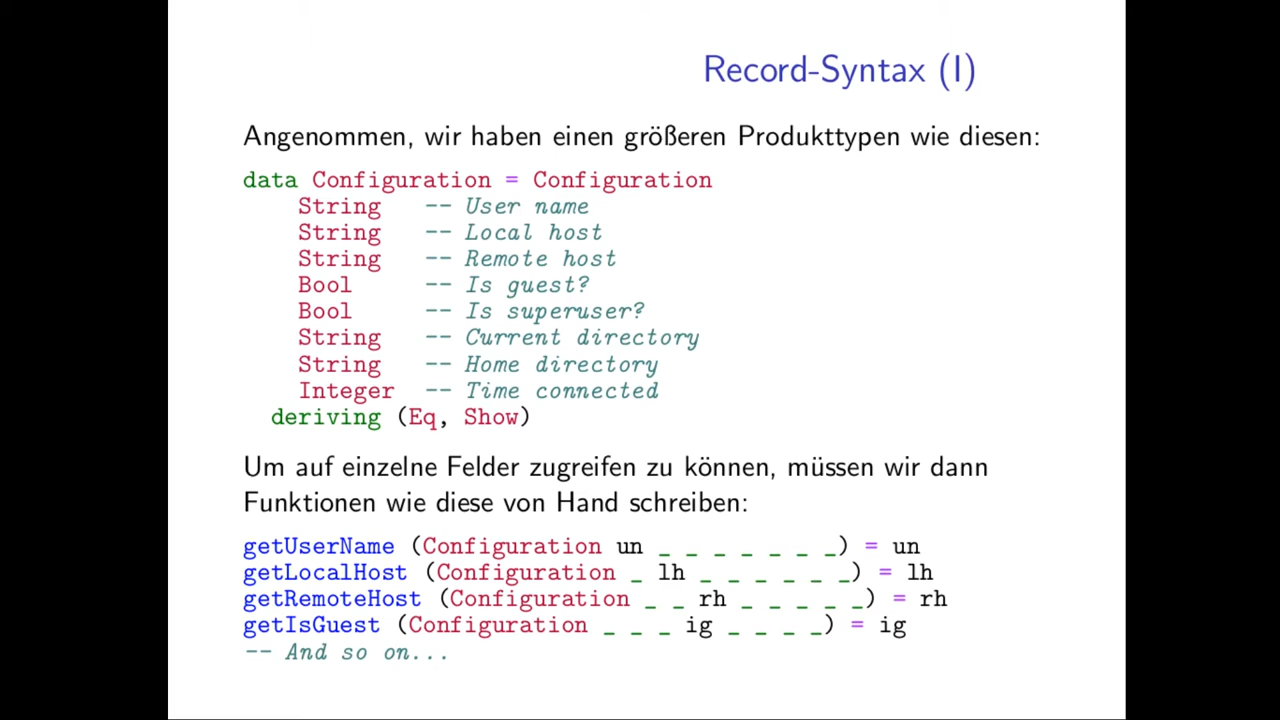 Record-Syntax (I)
Angenommen, wir haben einen größeren Produkttypen wie diesen:
data Configuration = Configuration
String -- User name
String -- Local host
String -- Remote host
Bool -- Is guest?
Bool -- Is superuser?
String -- Current directory
String -- Home directory
Integer -- Time connected
deriving (Eq, Show)
Um auf einzelne Felder zugreifen zu können, müssen wir dann
Funktionen wie diese von Hand schreiben:
getUserName (Configuration un _ _ _ _ _ _ _) = un
getLocalHost (Configuration _ lh _ _ _ _ _ _) = lh
getRemoteHost (Configuration _ _ rh _ _ _ _ _) = rh
getIsGuest (Configuration _ _ _ ig _ _ _ _) = ig
-- And so on...